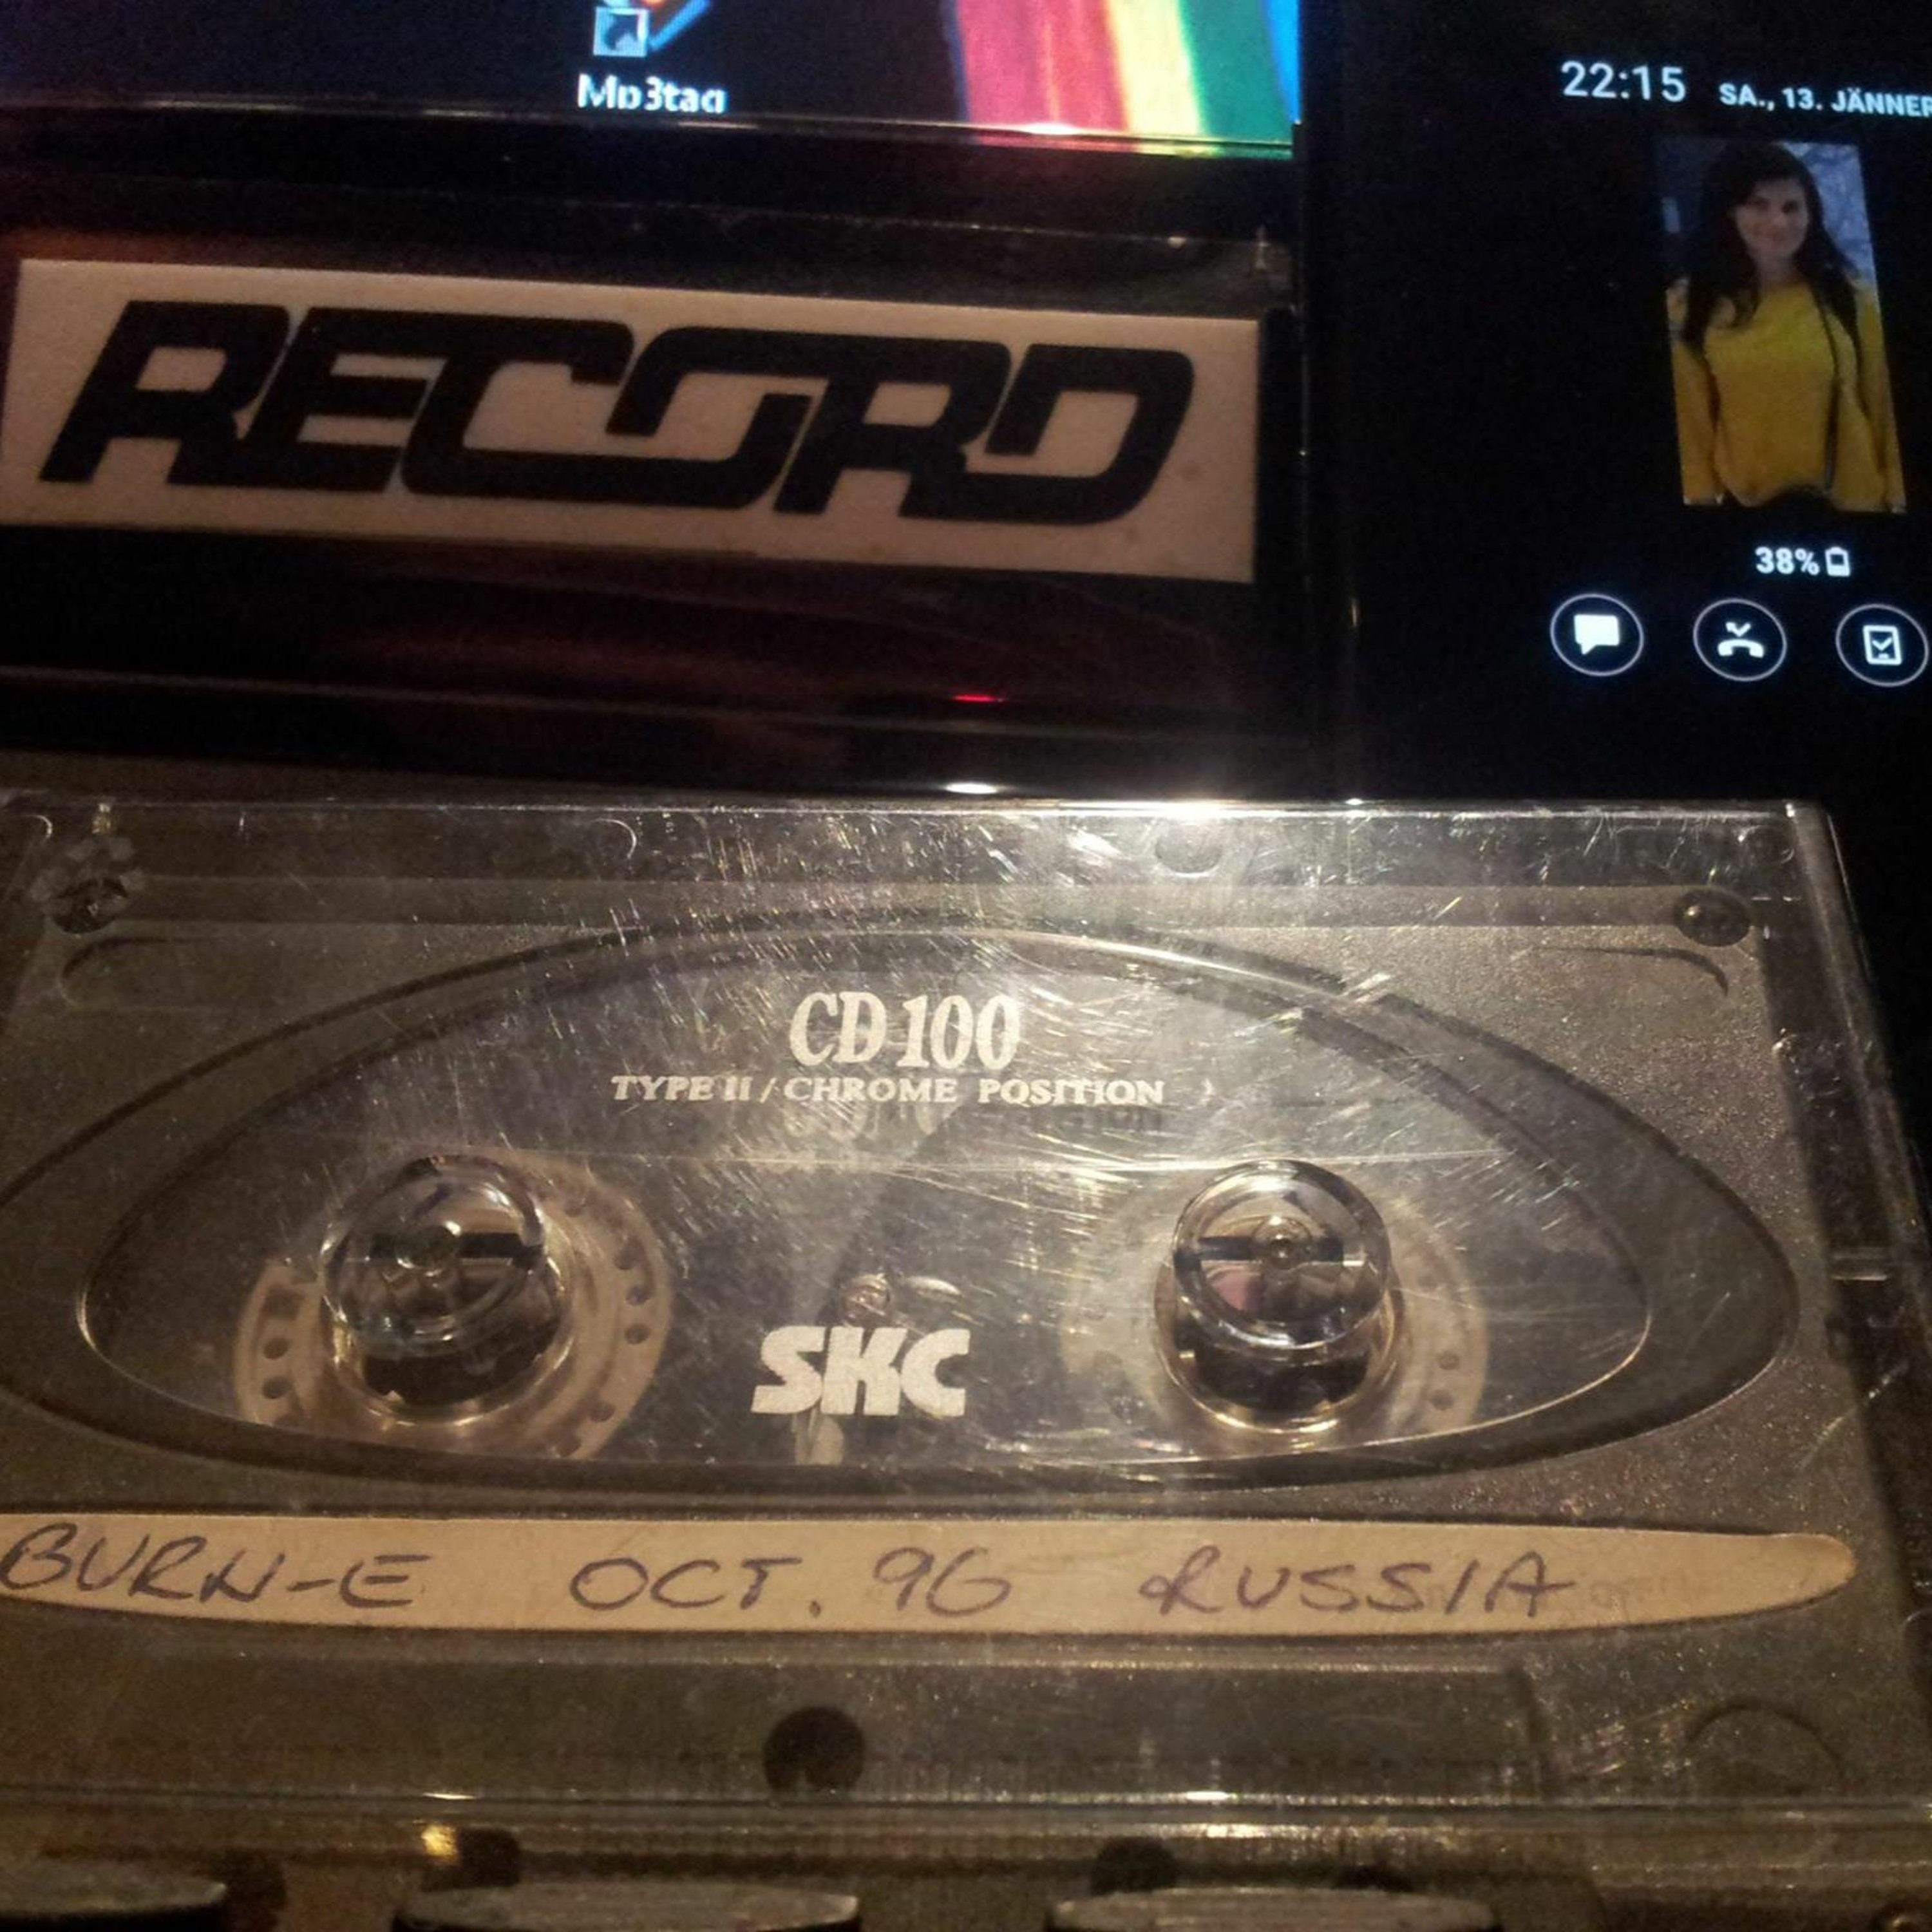 Mp3tag
22:15 SA., 13. JÄNNER
RECORD
38%
CD 100
TYPE II / CHROME POSITION
SKC
BURN-E OCT. 96 RUSSIA